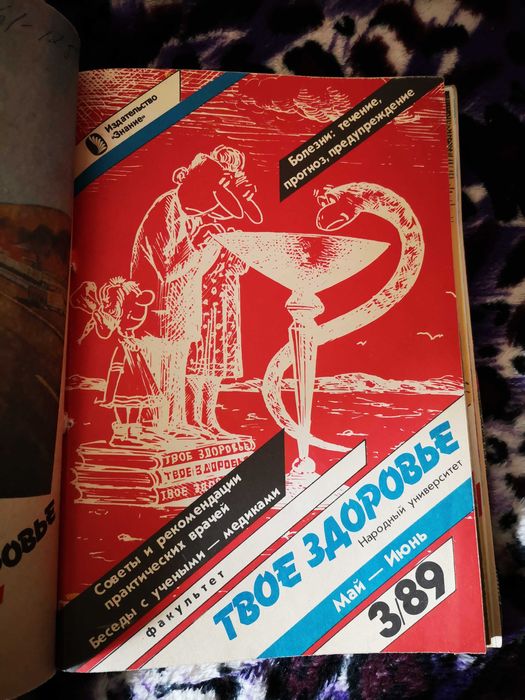 Издательство
«Знание»
Болезни: течение,
прогноз, предупреждение
ТВОЕ ЗДОРОВЬЕ
ТВОЕ ЗДОРОВЬЕ
ТВОЕ ЗДОРОВЬЕ
Советы и рекомендации
практических врачей
Беседы с учеными — медиками
факультет
ТВОЕ ЗДОРОВЬЕ
Народный университет
Май — Июнь
3/89
ОРОВЬЕ